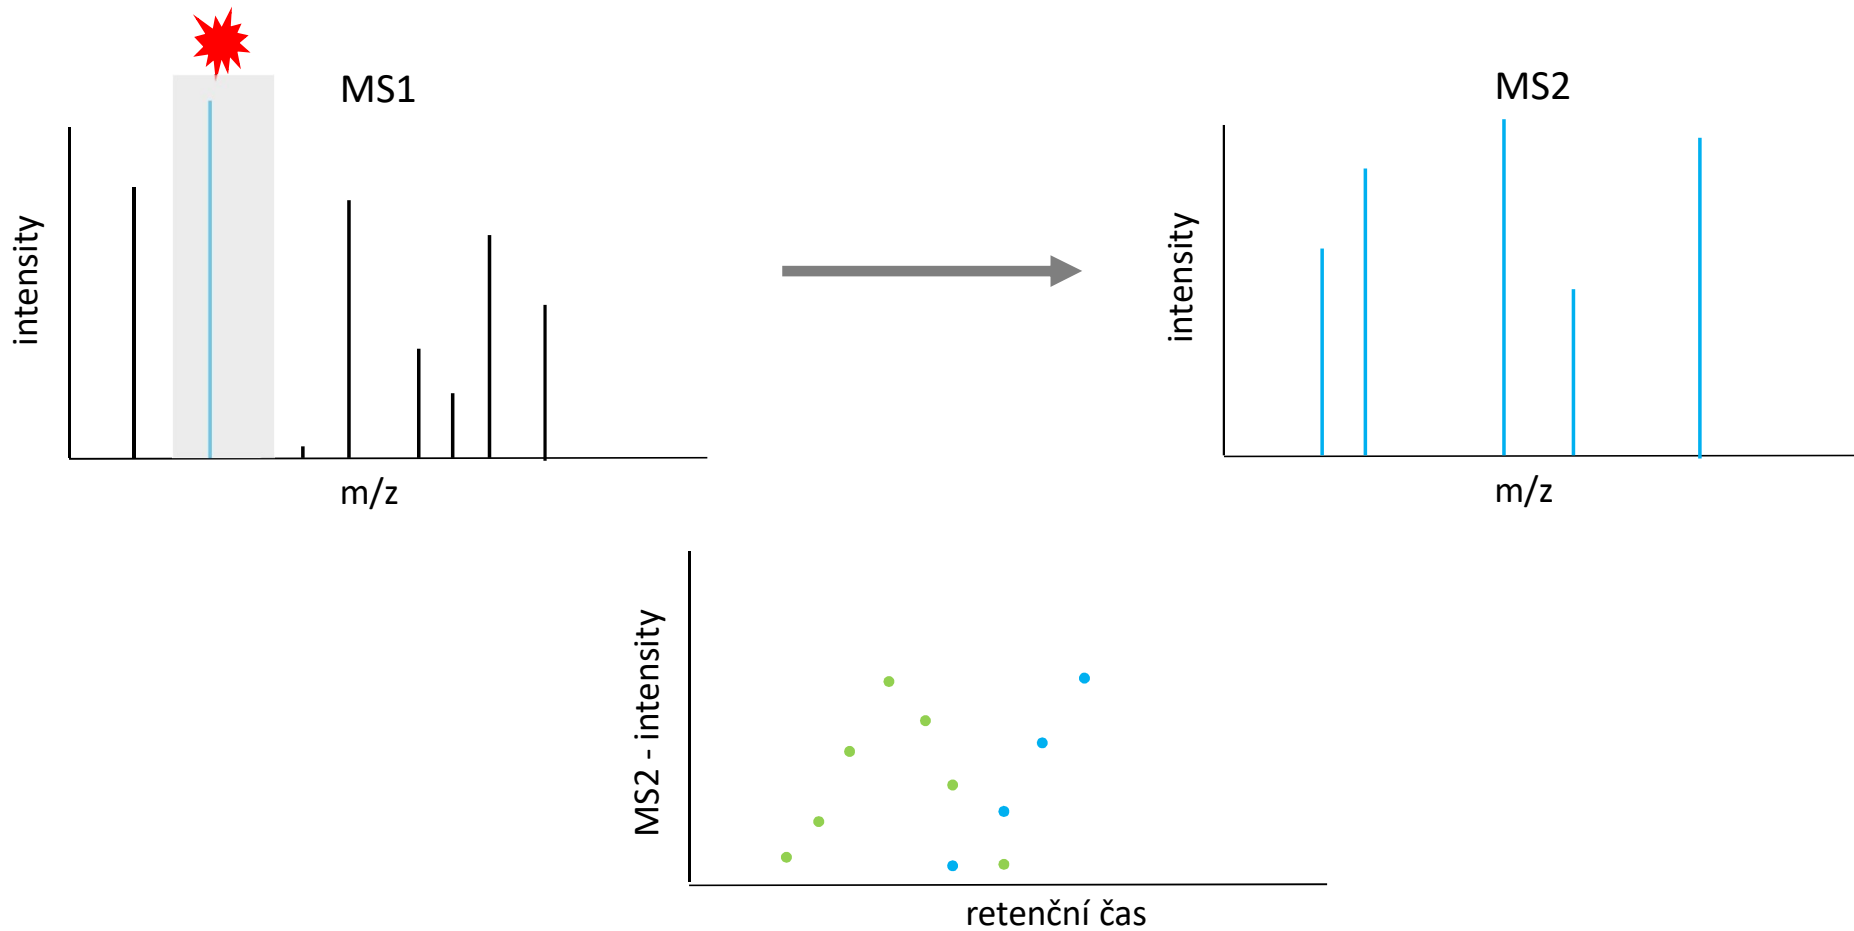 MS1
intensity
m/z
MS2
intensity
m/z
MS2 - intensity
retenční čas